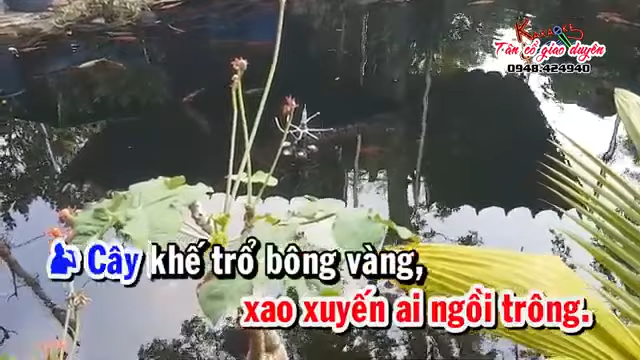 KARAOKE
Tân cổ giao duyên
0948.424940
Cây khế trổ bông vàng,
xao xuyến ai ngồi trông.